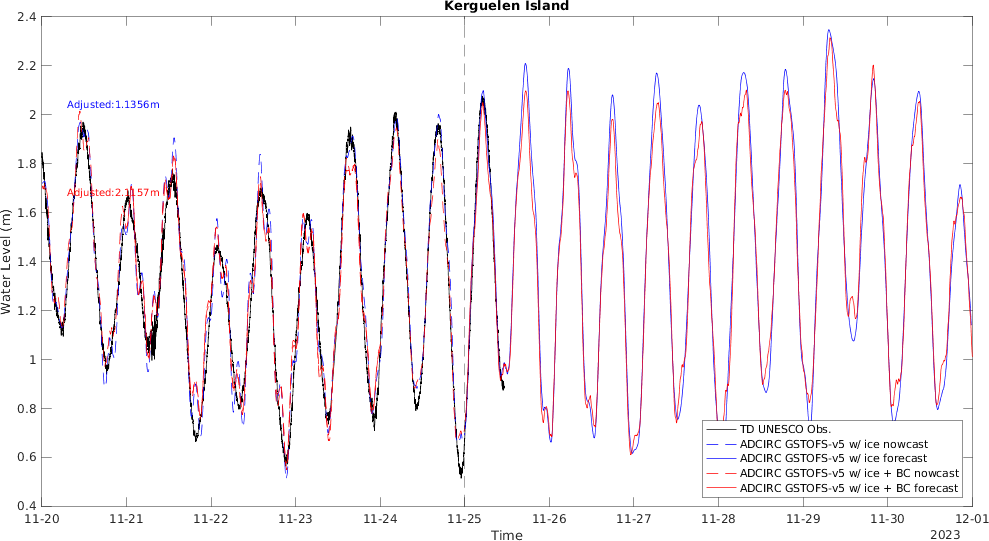 Kerguelen Island
2.4
2.2
2
1.8
1.6
1.4
1.2
1
0.8
0.6
0.4
Water Level (m)
Adjusted:1.1356m
Adjusted:2.1157m
TD UNESCO Obs.
ADCIRC GSTOFS-v5 w/ ice nowcast
ADCIRC GSTOFS-v5 w/ ice forecast
ADCIRC GSTOFS-v5 w/ ice + BC nowcast
ADCIRC GSTOFS-v5 w/ ice + BC forecast
11-20 11-21 11-22 11-23 11-24 11-25 11-26 11-27 11-28 11-29 11-30 12-01
Time
2023